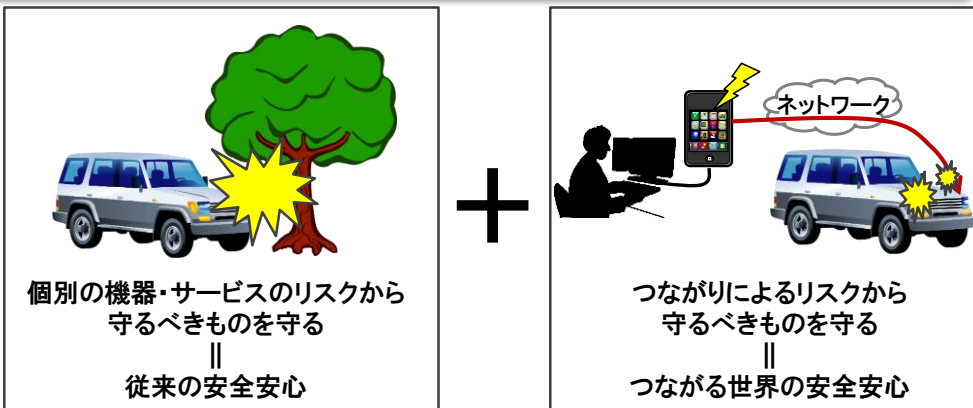 個別の機器・サービスのリスクから
守るべきものを守る
||
従来の安全安心
+
ネットワーク
つながりによるリスクから
守るべきものを守る
||
つながる世界の安全安心